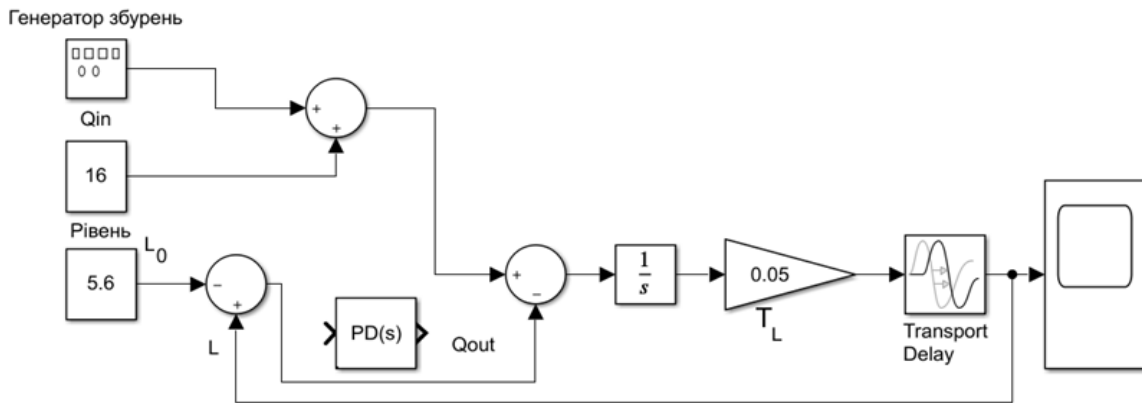 Генератор збурень
Qin
16
Рівень
L0
5.6
L
PD(s)
Qout
+
+
−
+
+
−
1
s
0.05
TL
Transport
Delay